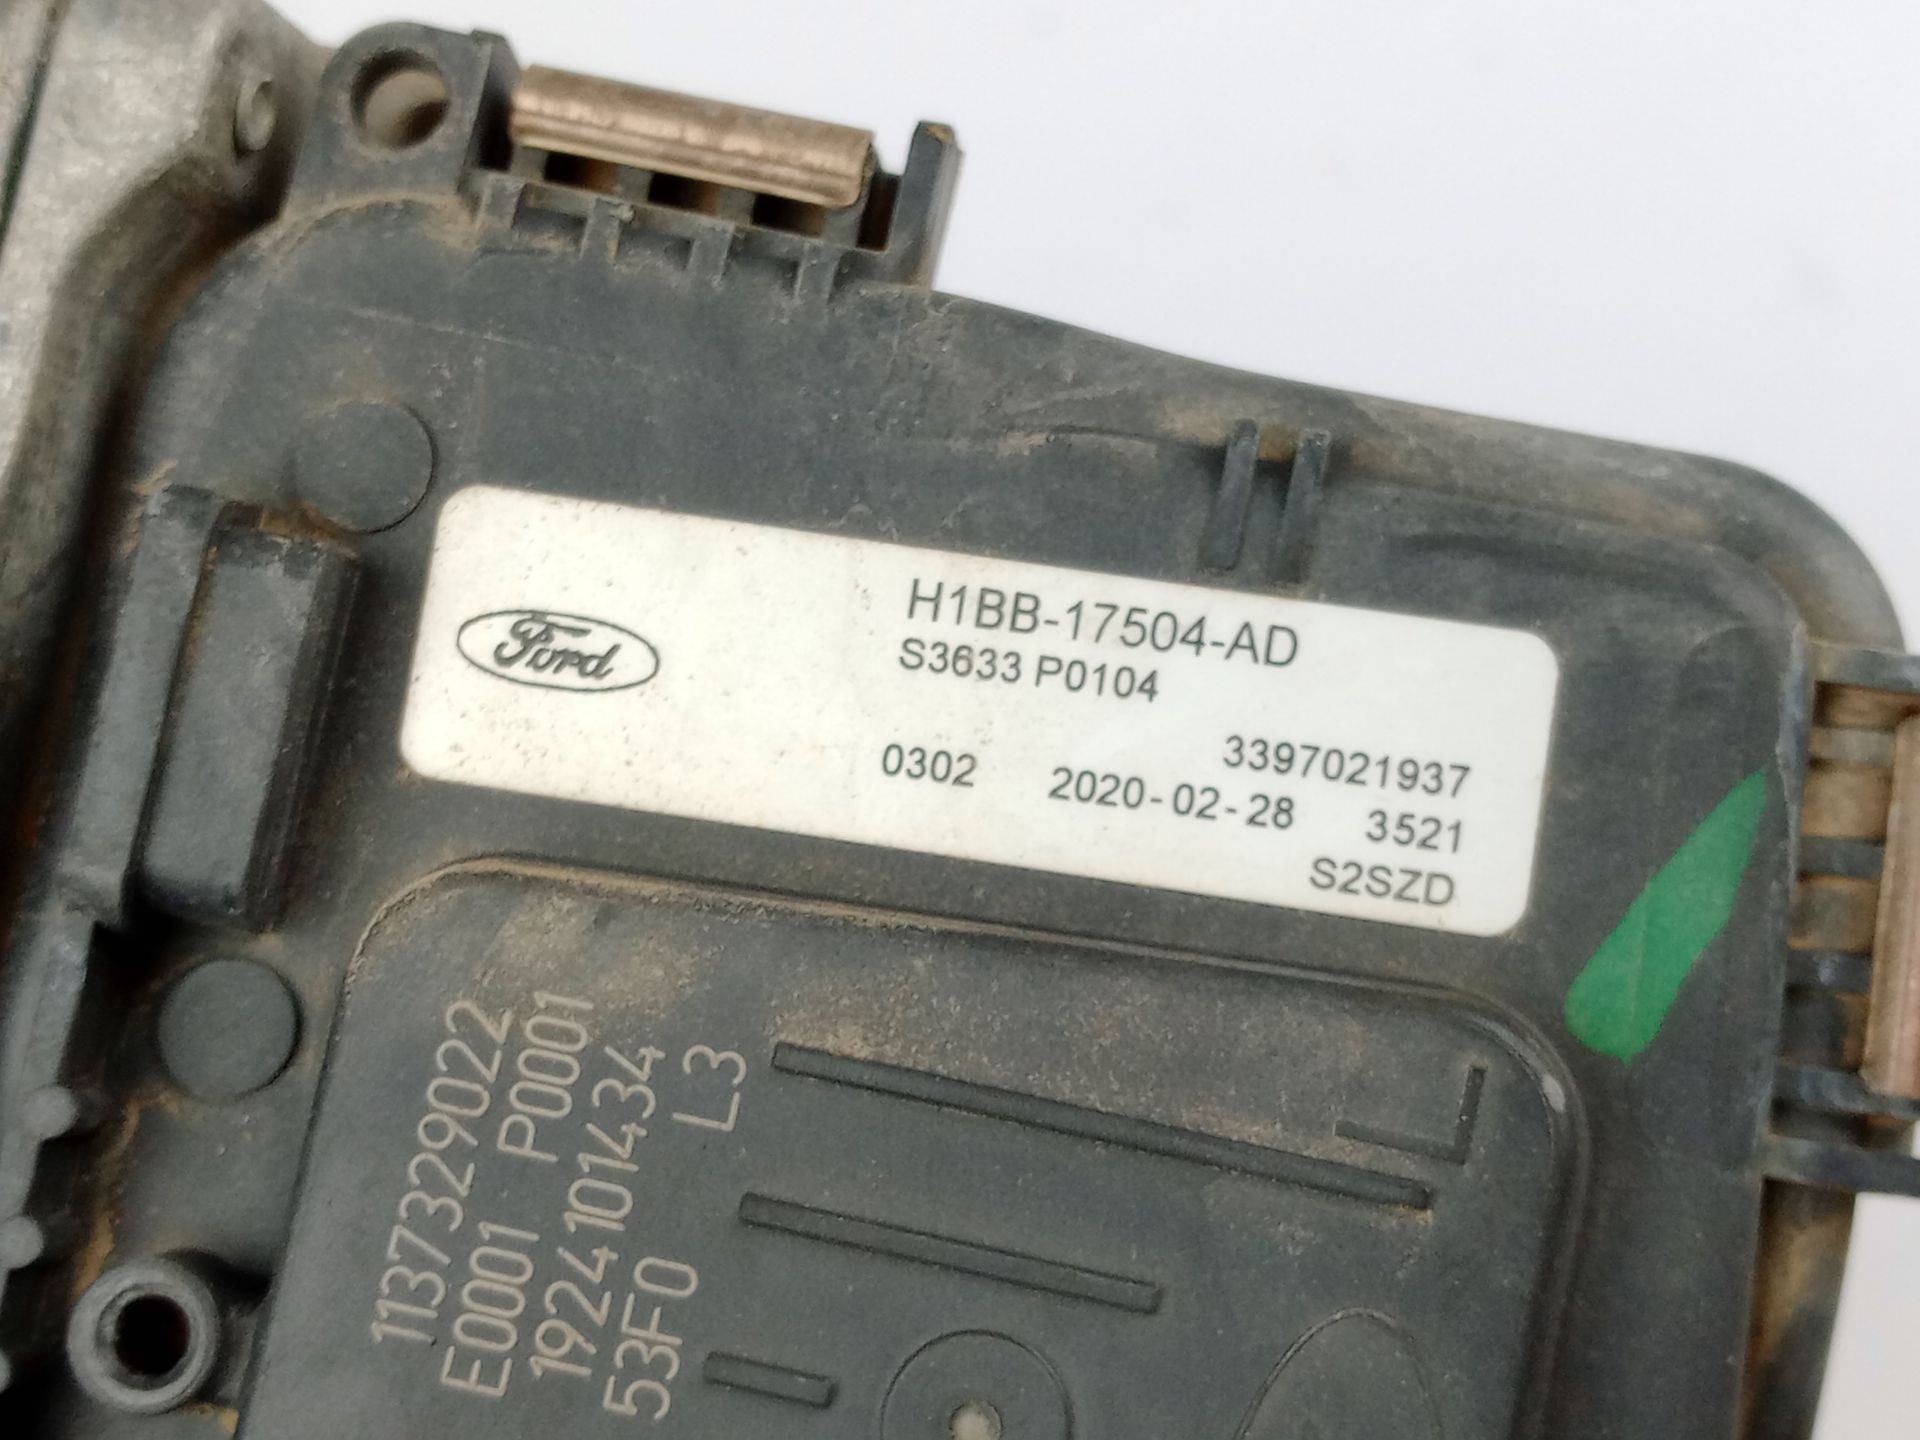 Ford
H1BB-17504-AD
S3633 P0104
3397021937
0302 2020-02-28 3521
S2SZD
1137329022
E0001 P0001
1924101434
53F0 L3